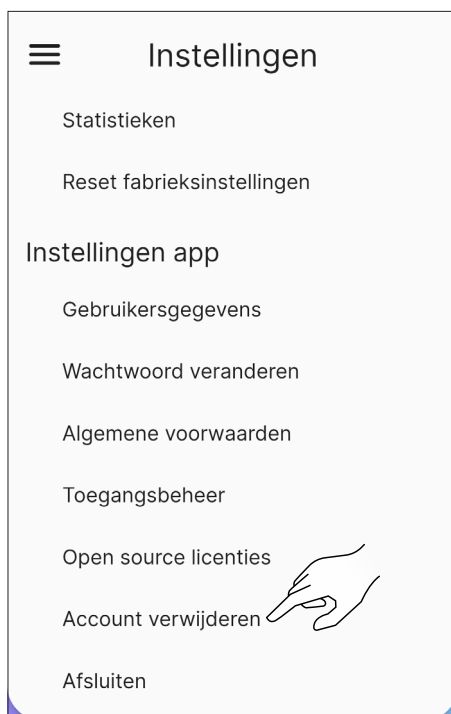 Instellingen
Statistieken
Reset fabrieksinstellingen
Instellingen app
Gebruikersgegevens
Wachtwoord veranderen
Algemene voorwaarden
Toegangsbeheer
Open source licenties
Account verwijderen
Afsluiten